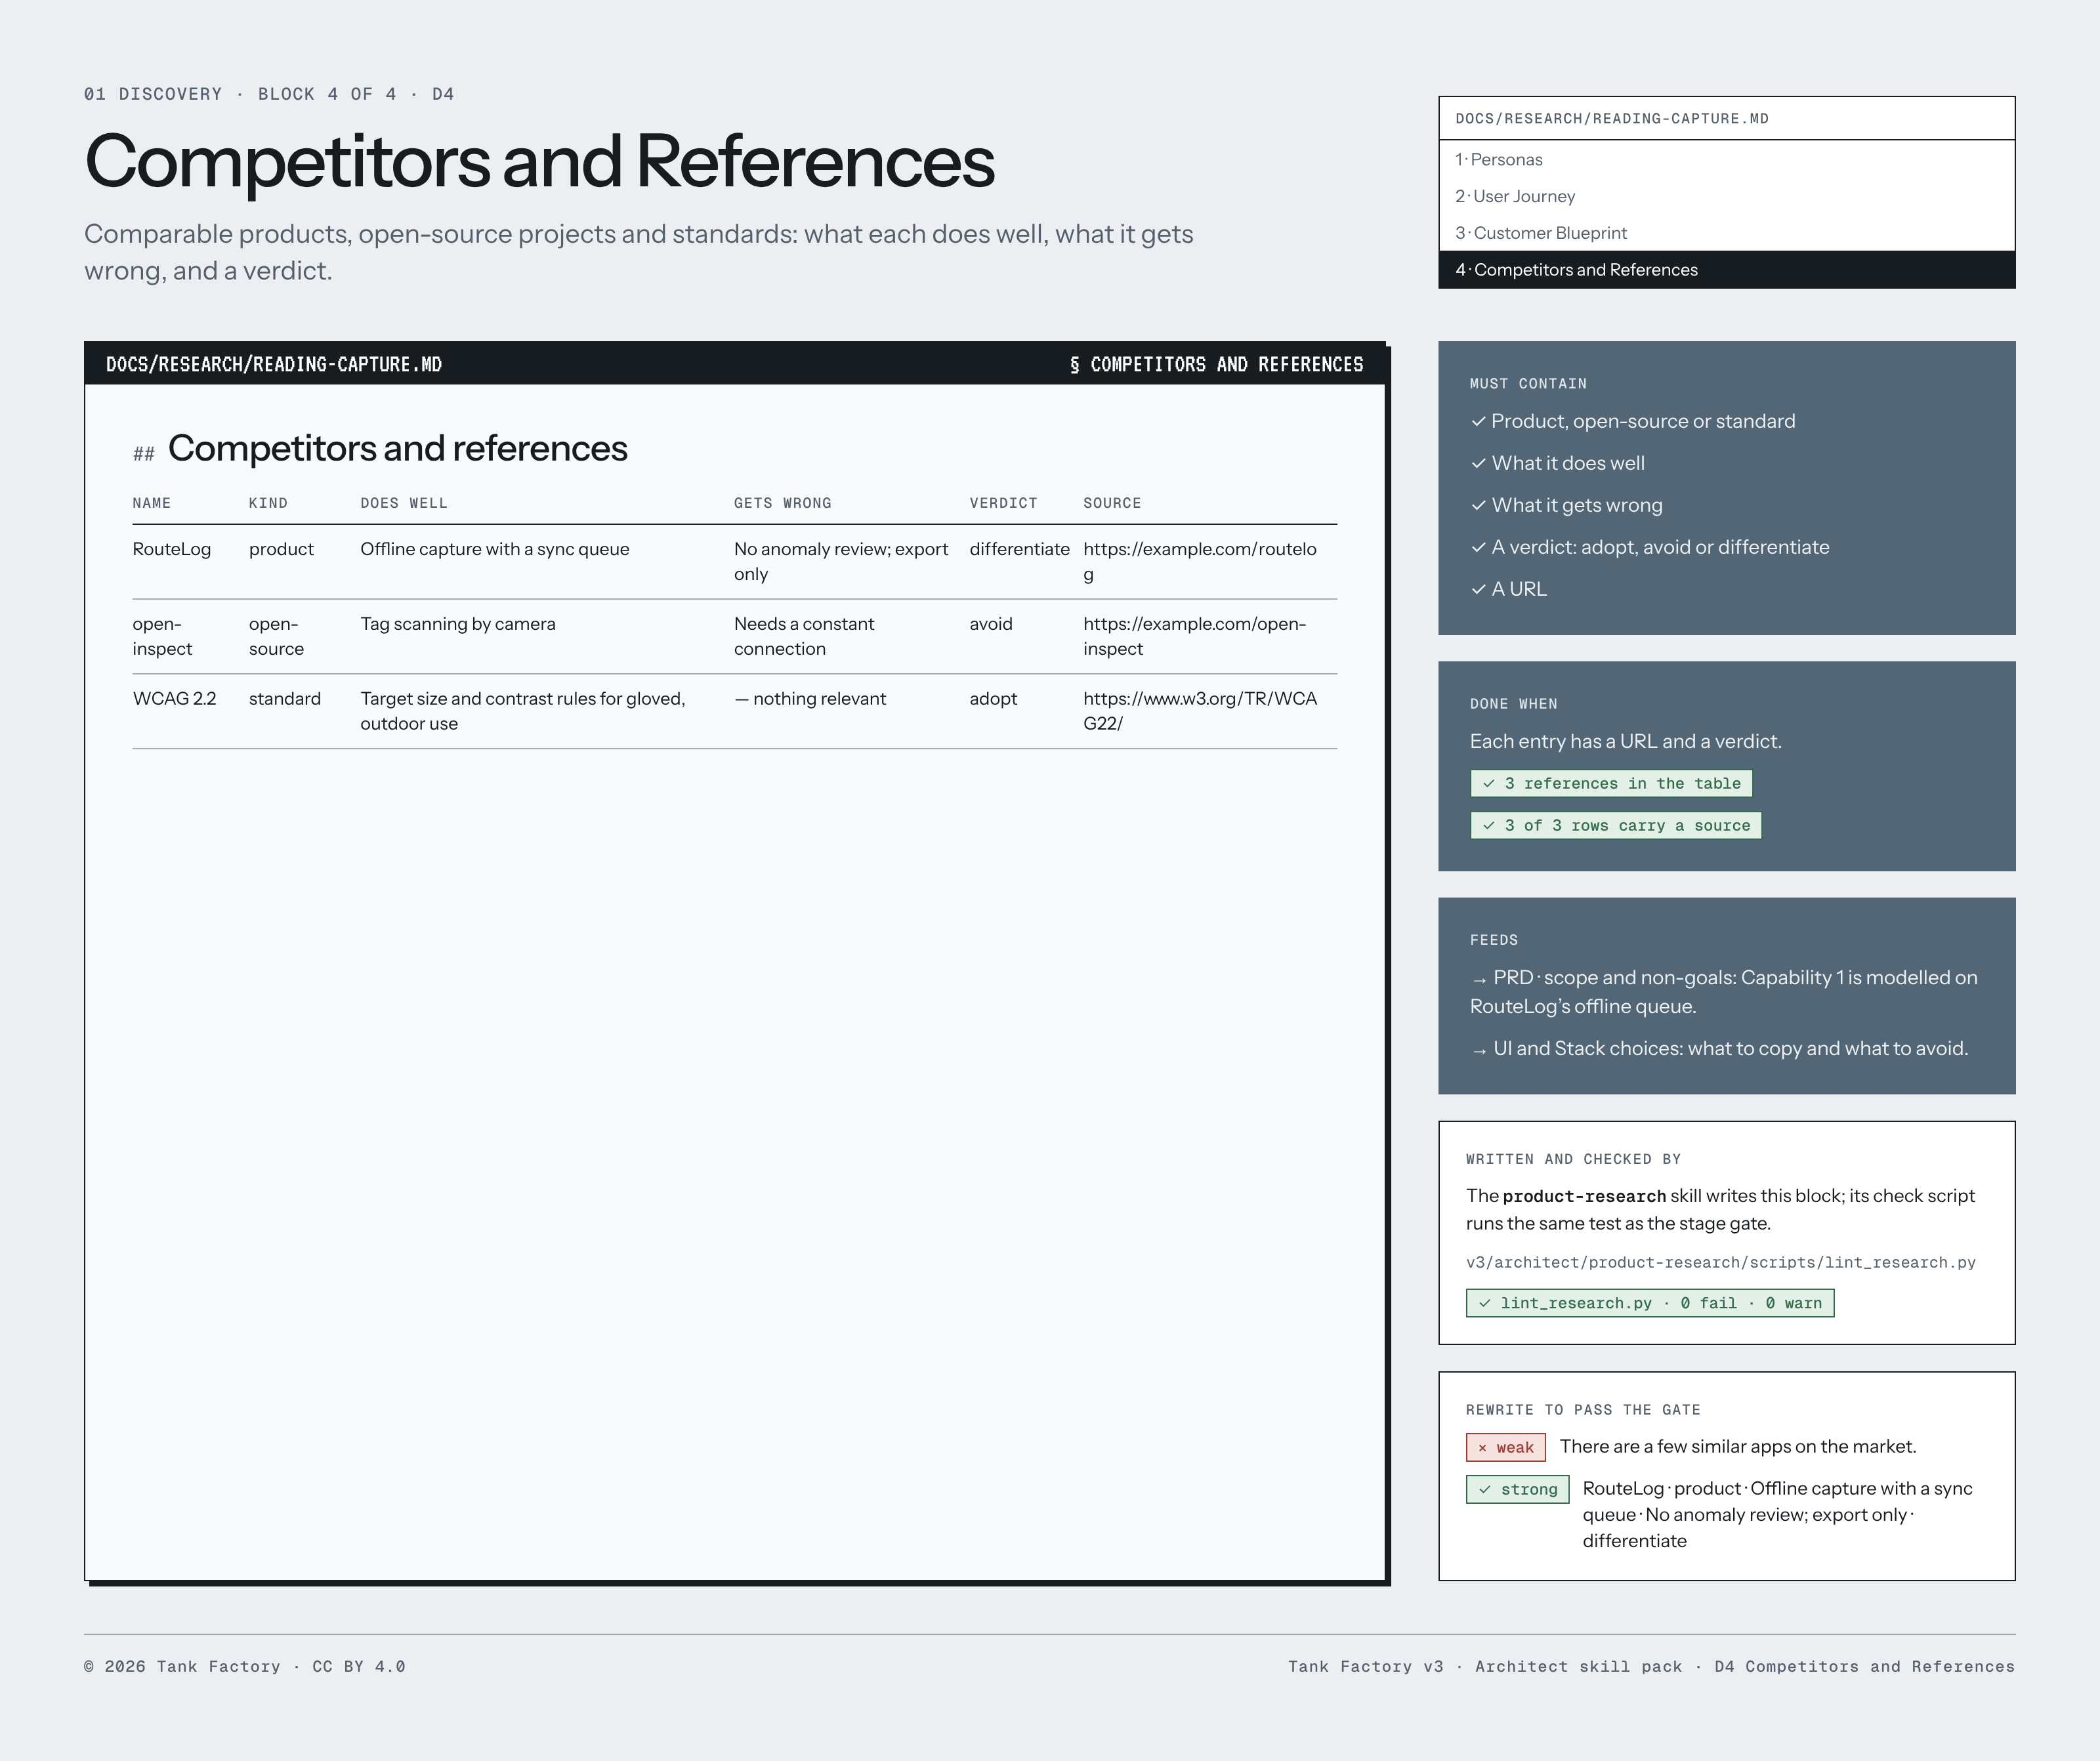 01 DISCOVERY · BLOCK 4 OF 4 · D4
Competitors and References
Comparable products, open-source projects and standards: what each does well, what it gets
wrong, and a verdict.
DOCS/RESEARCH/READING-CAPTURE.MD
1 · Personas
2 · User Journey
3 · Customer Blueprint
4 · Competitors and References
DOCS/RESEARCH/READING-CAPTURE.MD § COMPETITORS AND REFERENCES
## Competitors and references
NAME KIND DOES WELL GETS WRONG VERDICT SOURCE
RouteLog product Offline capture with a sync queue No anomaly review; export differentiate https://example.com/routelo
only g
open- open- Tag scanning by camera Needs a constant avoid https://example.com/open-
inspect source connection inspect
WCAG 2.2 standard Target size and contrast rules for gloved, — nothing relevant adopt https://www.w3.org/TR/WCA
outdoor use G22/
MUST CONTAIN
✓ Product, open-source or standard
✓ What it does well
✓ What it gets wrong
✓ A verdict: adopt, avoid or differentiate
✓ A URL
DONE WHEN
Each entry has a URL and a verdict.
✓ 3 references in the table
✓ 3 of 3 rows carry a source
FEEDS
→ PRD · scope and non-goals: Capability 1 is modelled on
RouteLog’s offline queue.
→ UI and Stack choices: what to copy and what to avoid.
WRITTEN AND CHECKED BY
The product-research skill writes this block; its check script
runs the same test as the stage gate.
v3/architect/product-research/scripts/lint_research.py
✓ lint_research.py · 0 fail · 0 warn
REWRITE TO PASS THE GATE
× weak There are a few similar apps on the market.
✓ strong RouteLog · product · Offline capture with a sync
queue · No anomaly review; export only ·
differentiate
© 2026 Tank Factory · CC BY 4.0
Tank Factory v3 · Architect skill pack · D4 Competitors and References